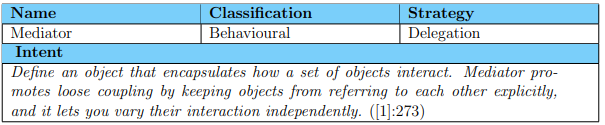 Name Classification Strategy
Mediator Behavioural Delegation
Intent
Define an object that encapsulates how a set of objects interact. Mediator pro-
motes loose coupling by keeping objects from referring to each other explicitly,
and it lets you vary their interaction independently. ([1]:273)